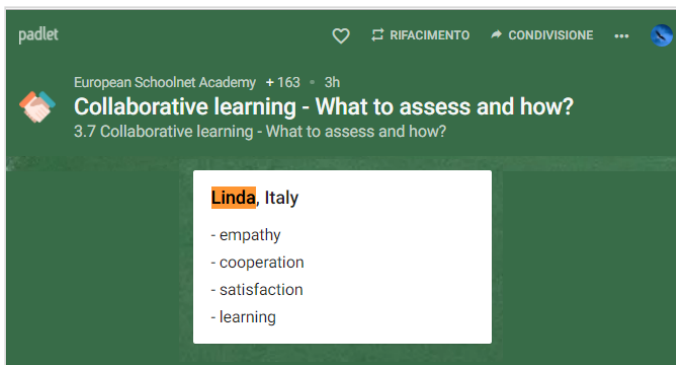 padlet
RIFACIMENTO CONDIVISIONE ...
European Schoolnet Academy + 163 • 3h
Collaborative learning - What to assess and how?
3.7 Collaborative learning - What to assess and how?
Linda, Italy
- empathy
- cooperation
- satisfaction
- learning